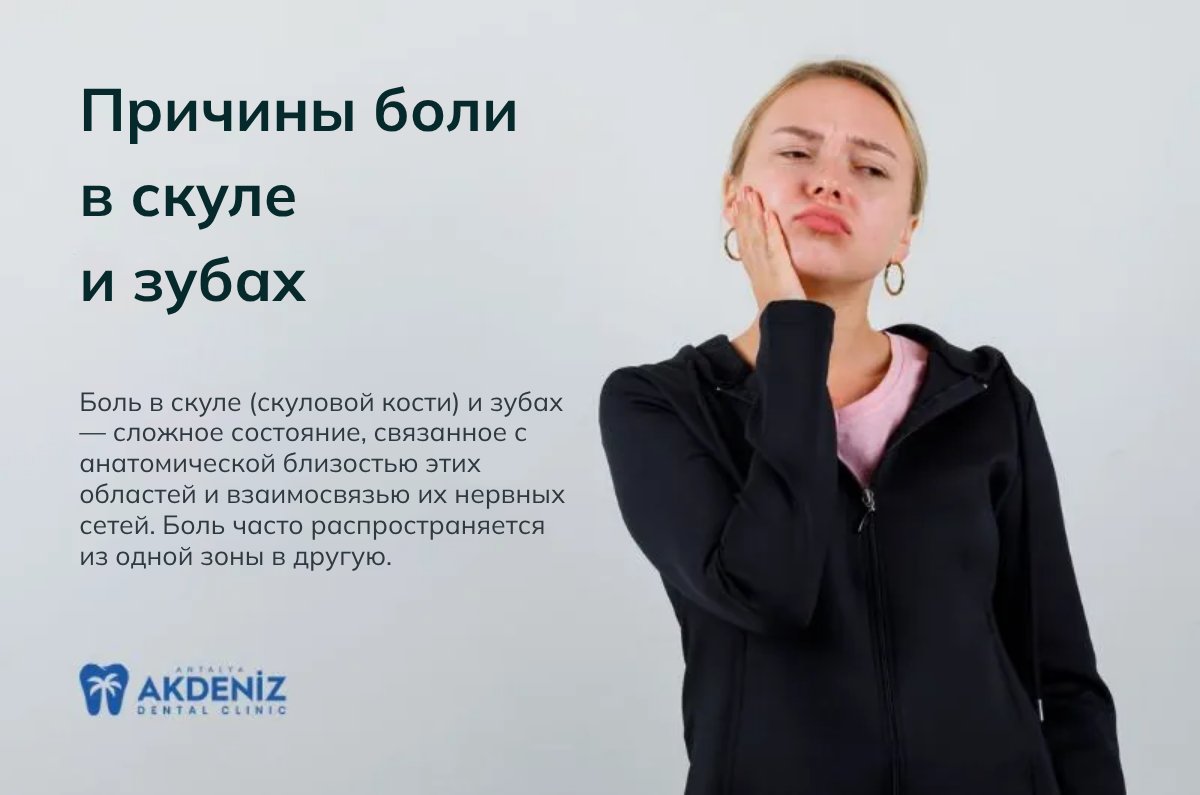 Причины боли
в скуле
и зубах
Боль в скуле (скуловой кости) и зубах
— сложное состояние, связанное с
анатомической близостью этих
областей и взаимосвязью их нервных
сетей. Боль часто распространяется
из одной зоны в другую.
ANTALYA
AKDENİZ
DENTAL CLINIC